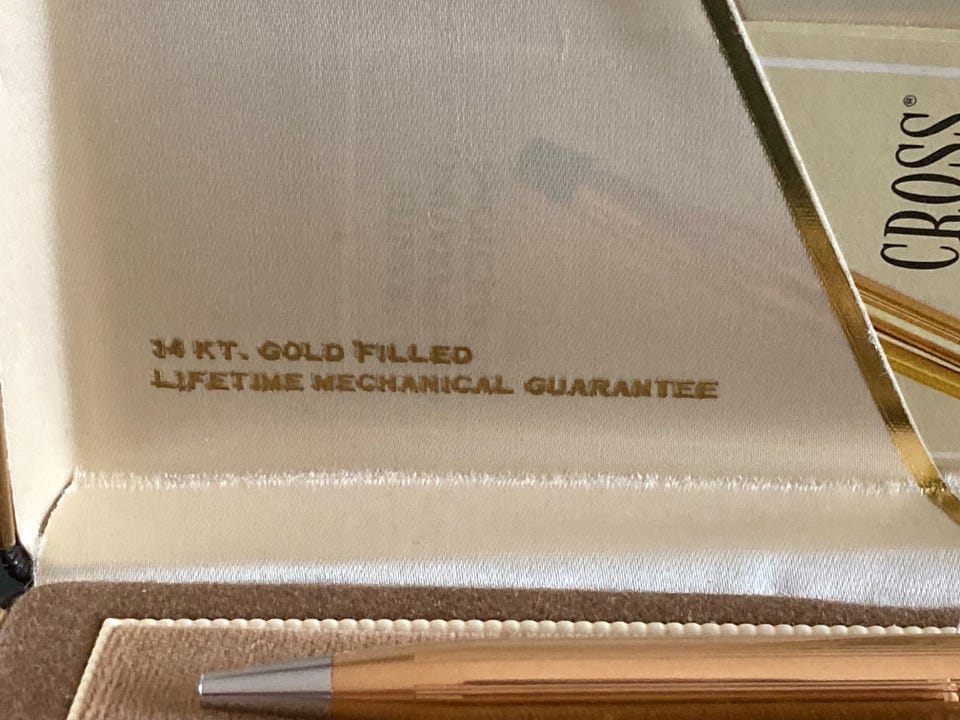 CROSS®
14 KT. GOLD FILLED
LIFETIME MECHANICAL GUARANTEE